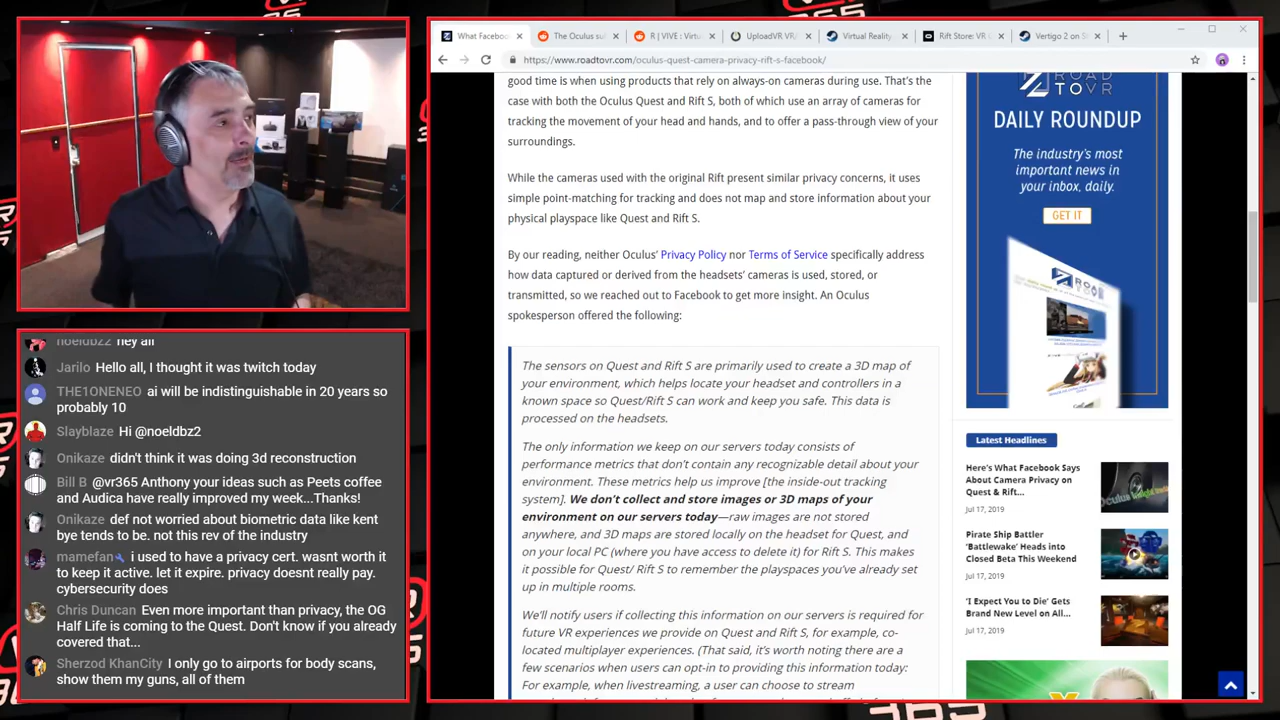 What Faceboo
The Oculus su
R | VIVE : Virtu
UploadVR VR
Virtual Reality
Rift Store: VR
Vertigo 2 on S
https://www.roadtovr.com/oculus-quest-camera-privacy-rift-s-facebook/
good time is when using products that rely on always-on cameras during use. That's the
case with both the Oculus Quest and Rift S, both of which use an array of cameras for
tracking the movement of your head and hands, and to offer a pass-through view of your
surroundings.
While the cameras used with the original Rift present similar privacy concerns, it uses
simple point-matching for tracking and does not map and store information about your
physical playspace like Quest and Rift S.
By our reading, neither Oculus' Privacy Policy nor Terms of Service specifically address
how data captured or derived from the headsets' cameras is used, stored, or
transmitted, so we reached out to Facebook to get more insight. An Oculus
spokesperson offered the following:
The sensors on Quest and Rift S are primarily used to create a 3D map of
your environment, which helps locate your headset and controllers in a
known space so Quest/Rift S can work and keep you safe. This data is
processed on the headsets.
The only information we keep on our servers today consists of
performance metrics that don't contain any recognizable detail about your
environment. These metrics help us improve [the inside-out tracking
system]. We don't collect and store images or 3D maps of your
environment on our servers today—raw images are not stored
anywhere, and 3D maps are stored locally on the headset for Quest, and
on your local PC (where you have access to delete it) for Rift S. This makes
it possible for Quest/ Rift S to remember the playspaces you've already set
up in multiple rooms.
We'll notify users if collecting this information on our servers is required for
future VR experiences we provide on Quest and Rift S, for example, co-
located multiplayer experiences. (That said, it's worth noting there are a
few scenarios when users can opt-in to providing this information today:
For example, when livestreaming, a user can choose to stream
ROAD
TOVR
DAILY ROUNDUP
The industry's most
important news in
your inbox, daily.
GET IT
Latest Headlines
Here's What Facebook Says
About Camera Privacy on
Quest & Rift...
Jul 17, 2019
Pirate Ship Battler
'Battlewake' Heads into
Closed Beta This Weekend
Jul 17, 2019
'I Expect You to Die' Gets
Brand New Level on Al...
Jul 17, 2019
noeldbz2 hey all
Jarilo Hello all, I thought it was twitch today
THE1ONENEO ai will be indistinguishable in 20 years so
probably 10
Slayblaze Hi @noeldbz2
Onikaze didn't think it was doing 3d reconstruction
Bill B @vr365 Anthony your ideas such as Peets coffee
and Audica have really improved my week...Thanks!
Onikaze def not worried about biometric data like kent
bye tends to be. not this rev of the industry
mamefan i used to have a privacy cert. wasnt worth it
to keep it active. let it expire. privacy doesnt really pay.
cybersecurity does
Chris Duncan Even more important than privacy, the OG
Half Life is coming to the Quest. Don't know if you already
covered that...
Sherzod KhanCity I only go to airports for body scans,
show them my guns, all of them